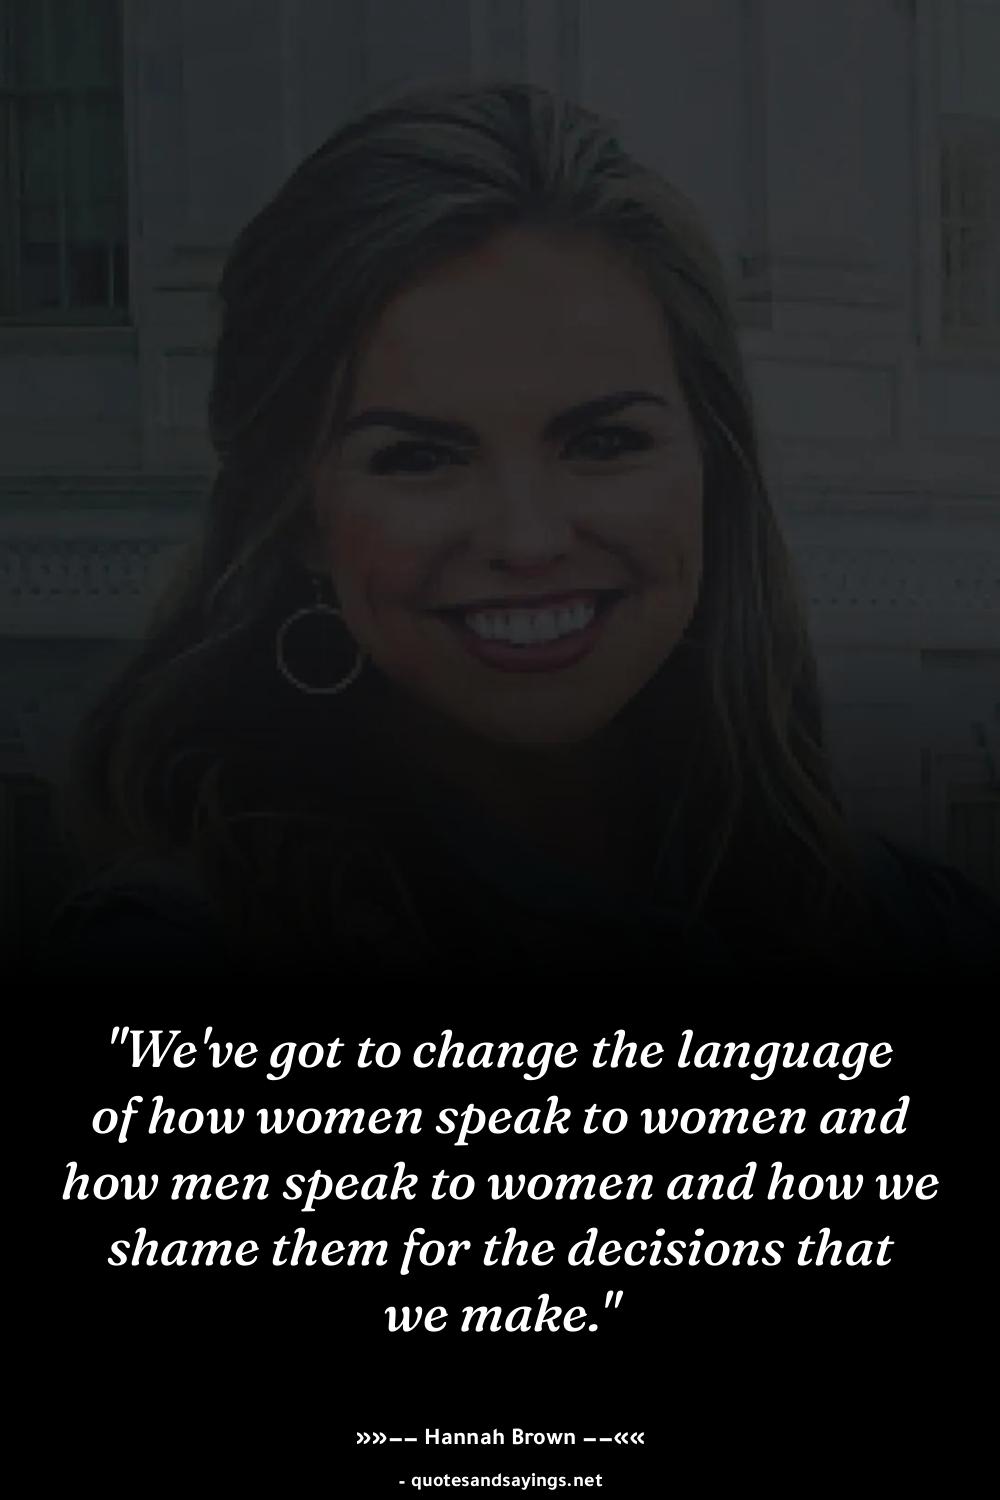 "We've got to change the language
of how women speak to women and
how men speak to women and how we
shame them for the decisions that
we make."
»»−− Hannah Brown −−««
- quotesandsayings.net